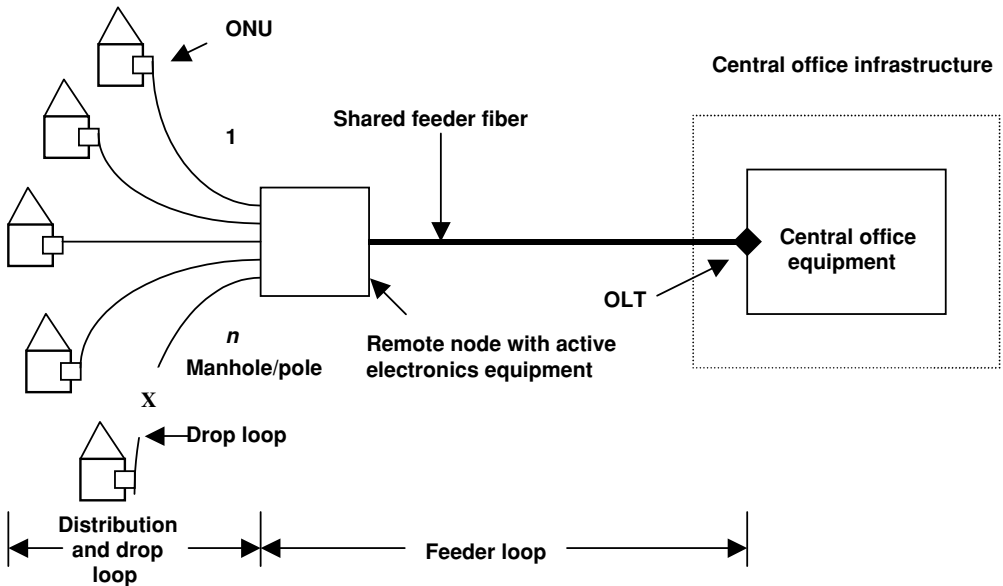 ONU
Central office infrastructure
Shared feeder fiber
1
Central office
equipment
OLT
n
Manhole/pole
Remote node with active
electronics equipment
X
Drop loop
Distribution
and drop
loop
Feeder loop